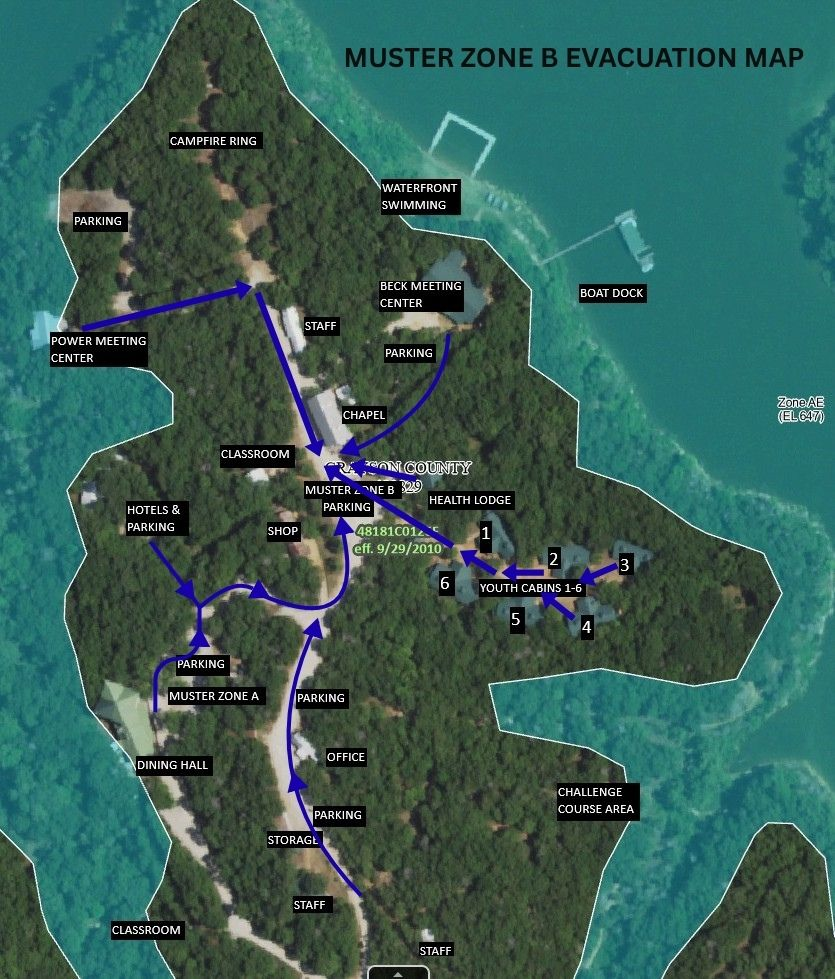 MUSTER ZONE B EVACUATION MAP
CAMPFIRE RING
WATERFRONT
SWIMMING
PARKING
BECK MEETING
CENTER
BOAT DOCK
STAFF
POWER MEETING
CENTER
PARKING
Zone AE
(EL 647)
CHAPEL
CLASSROOM
COUNTY
MUSTER ZONE B
PARKING
HEALTH LODGE
HOTELS &
PARKING
SHOP
eff. 9/29/2010
1
2
3
6
YOUTH CABINS 1-6
5
4
PARKING
MUSTER ZONE A
PARKING
DINING HALL
OFFICE
CHALLENGE
COURSE AREA
PARKING
STORAGE
STAFF
CLASSROOM
STAFF